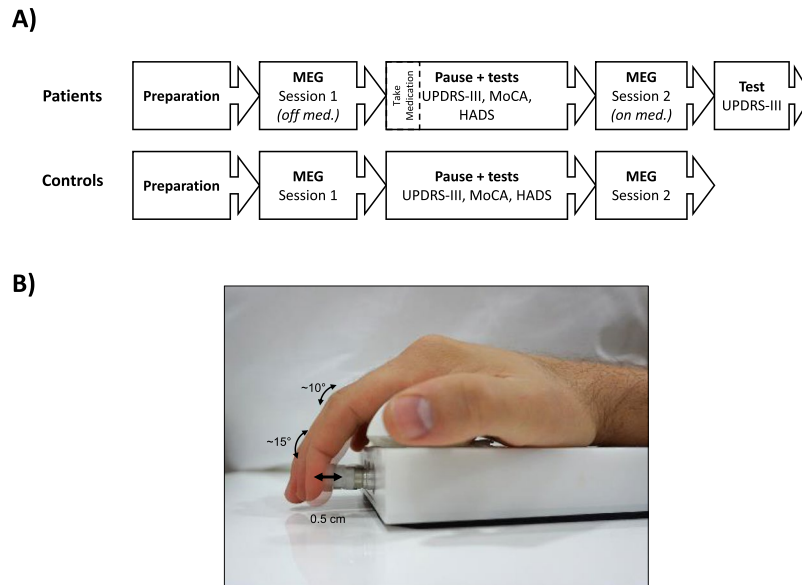 A)
Patients
Preparation
MEG
Session 1
(off med.)
Take
Medication
Pause + tests
UPDRS-III, MoCA,
HADS
MEG
Session 2
(on med.)
Test
UPDRS-III
Controls
Preparation
MEG
Session 1
Pause + tests
UPDRS-III, MoCA, HADS
MEG
Session 2
B)
~10°
~15°
0.5 cm